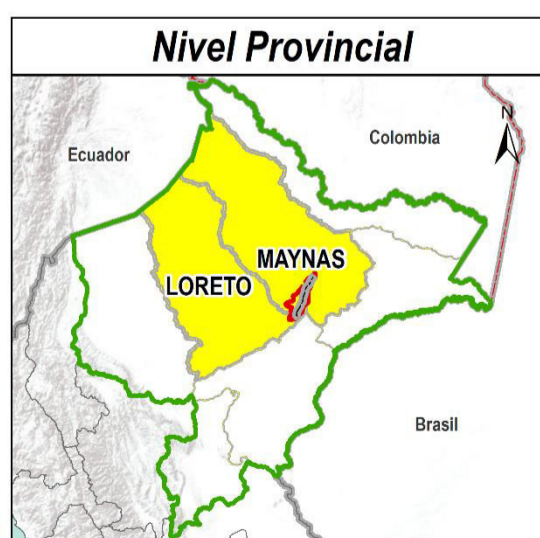 Nivel Provincial
Ecuador
Colombia
N
MAYNAS
LORETO
Brasil